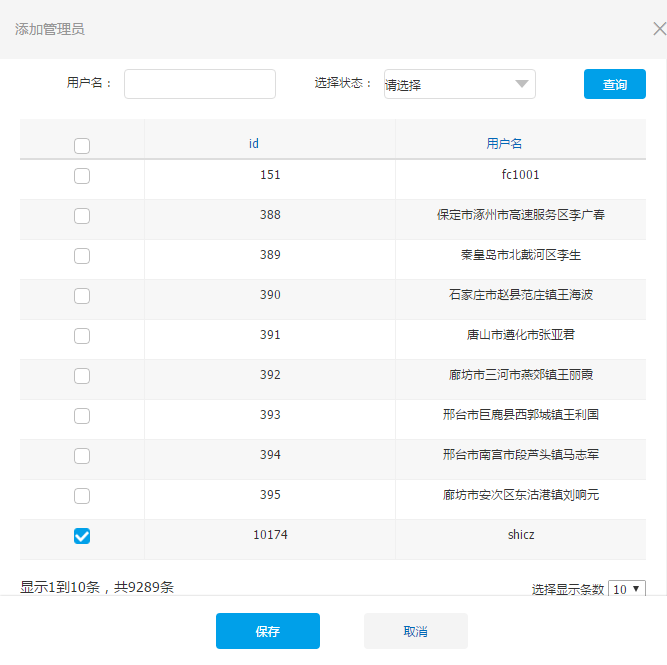 添加管理员
用户名： 选择状态： 请选择 查询
id 用户名
151 fc1001
388 保定市涿州市高速服务区李广春
389 秦皇岛市北戴河区李生
390 石家庄市赵县范庄镇王海波
391 唐山市遵化市张亚君
392 廊坊市三河市燕郊镇王丽霞
393 邢台市巨鹿县西郭城镇王利国
394 邢台市南宫市段芦头镇马志军
395 廊坊市安次区东沽港镇刘响元
10174 shicz
显示1到10条，共9289条 选择显示条数 10
保存 取消